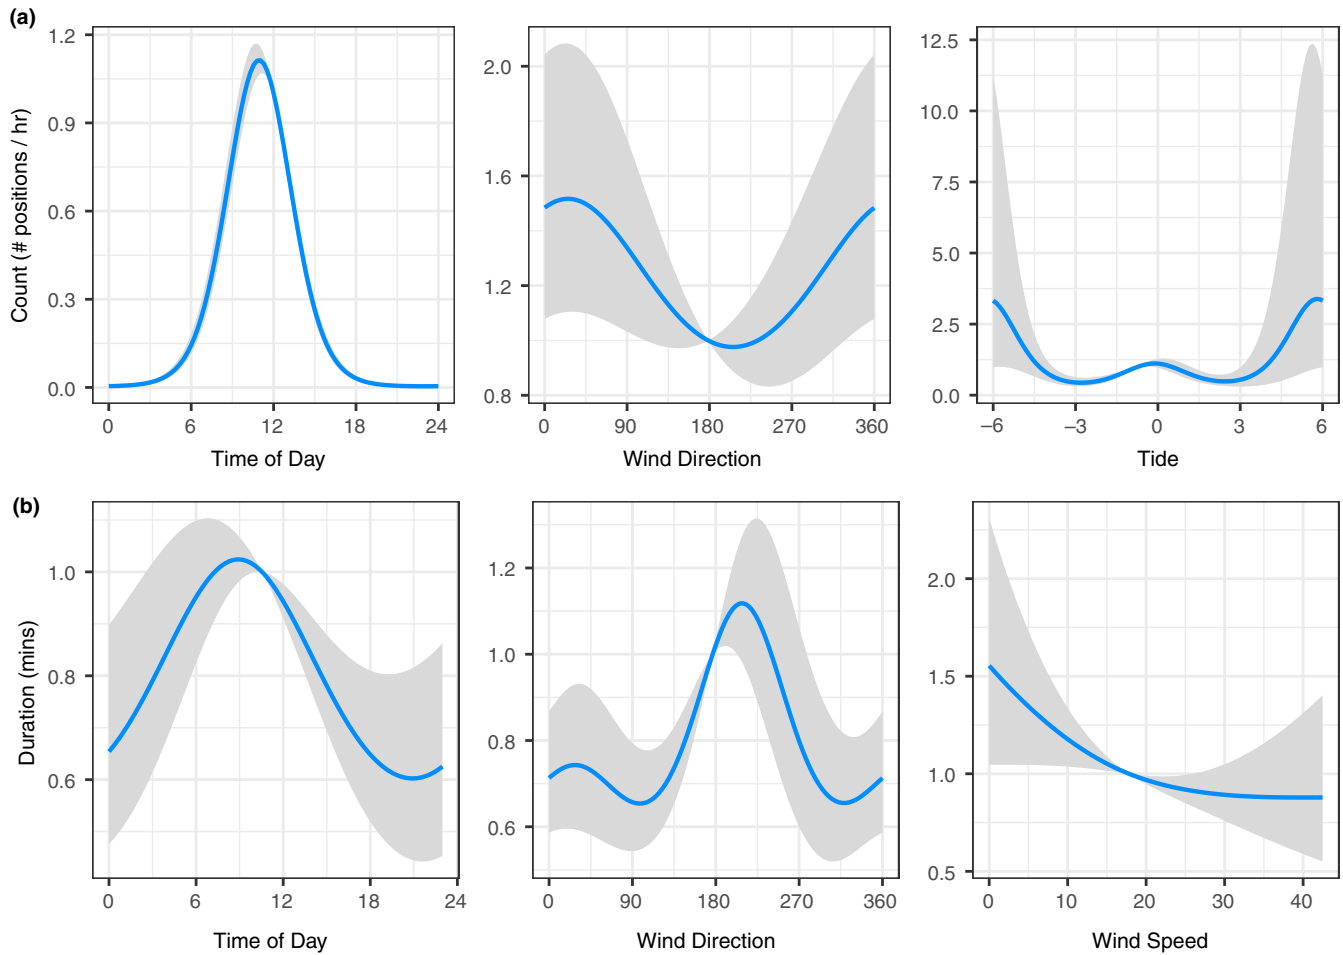 (a)
Count (# positions / hr)
1.2
0.9
0.6
0.3
0.0
0 6 12 18 24
Time of Day
2.0
1.6
1.2
0.8
0 90 180 270 360
Wind Direction
12.5
10.0
7.5
5.0
2.5
0.0
−6 −3 0 3 6
Tide
(b)
Duration (mins)
1.0
0.8
0.6
0 6 12 18 24
Time of Day
1.2
1.0
0.8
0.6
0 90 180 270 360
Wind Direction
2.0
1.5
1.0
0.5
0 10 20 30 40
Wind Speed